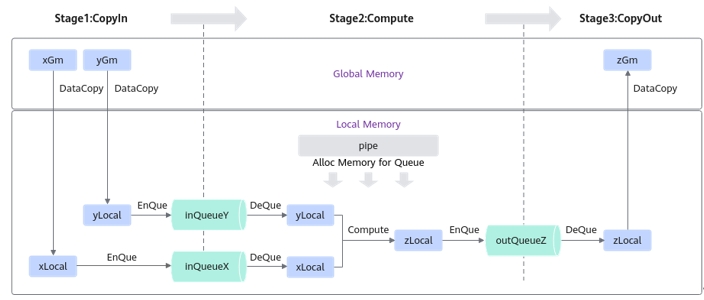 Stage1:CopyIn
Stage2:Compute
Stage3:CopyOut
xGm
yGm
zGm
Global Memory
DataCopy
DataCopy
DataCopy
Local Memory
pipe
Alloc Memory for Queue
yLocal
EnQue
inQueueY
DeQue
yLocal
Compute
zLocal
EnQue
outQueueZ
DeQue
zLocal
xLocal
EnQue
inQueueX
DeQue
xLocal